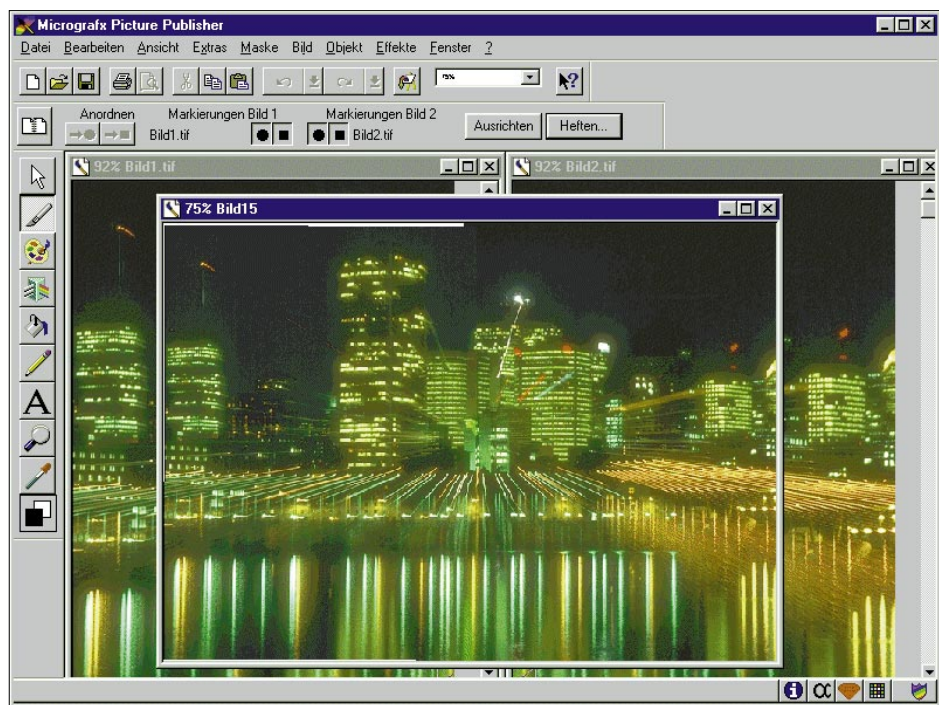 Micrografx Picture Publisher
Datei Bearbeiten Ansicht Extras Maske Bild Objekt Effekte Fenster ?
75%
Anordnen Markierungen Bild 1 Markierungen Bild 2
Bild1.tif Bild2.tif Ausrichten Heften...
92% Bild1.tif 92% Bild2.tif
75% Bild15
A